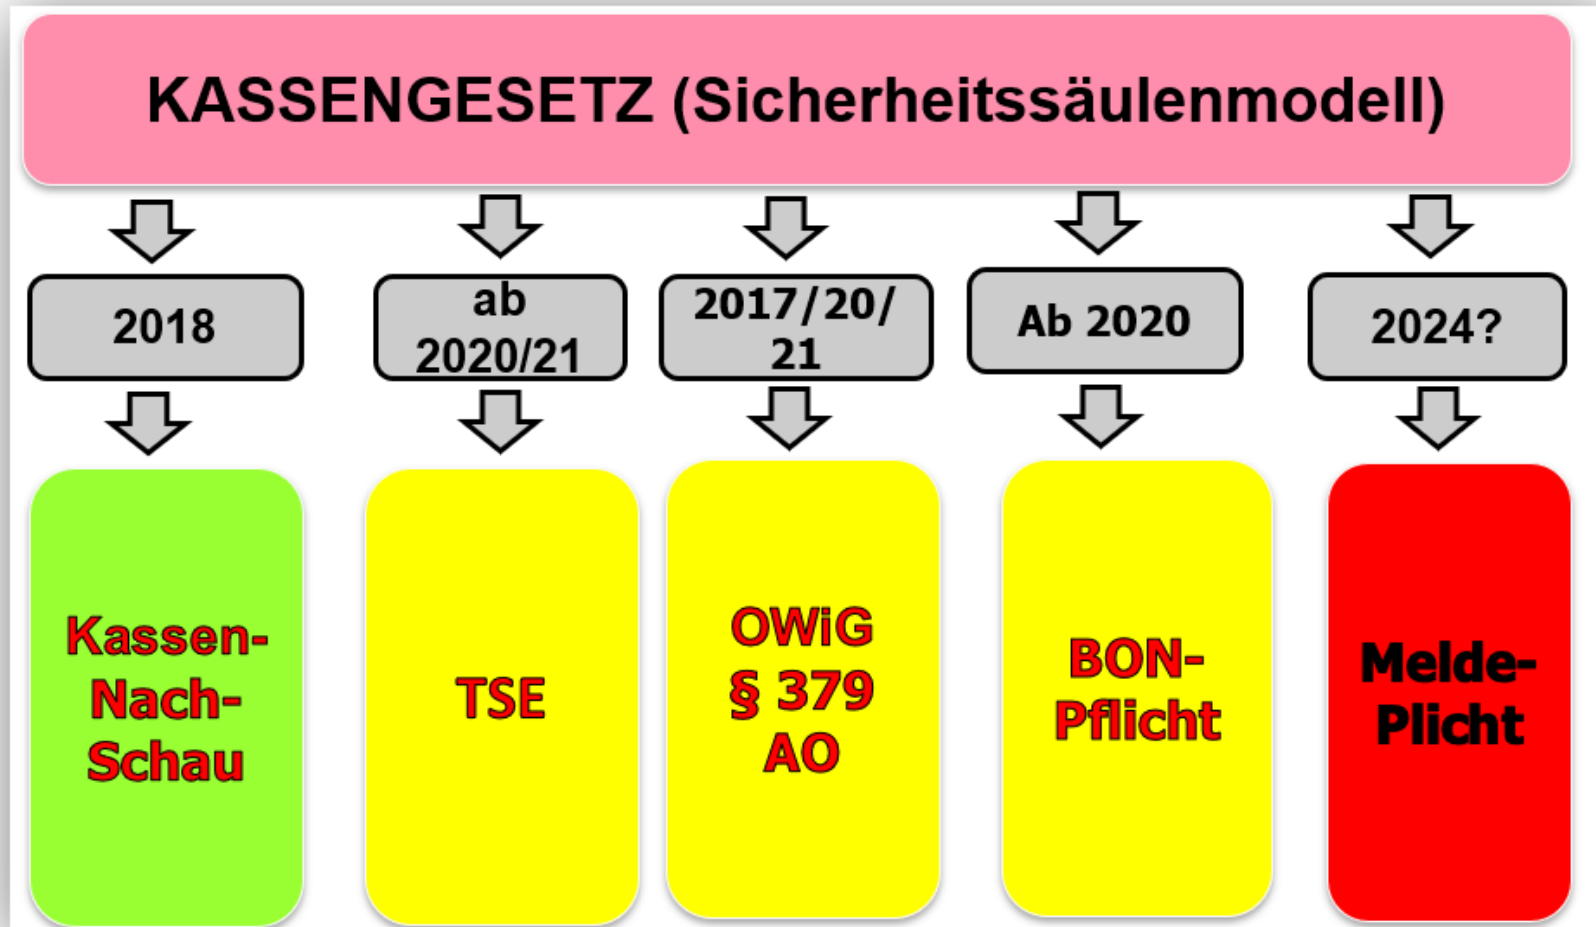 KASSENGESETZ (Sicherheitssäulenmodell)
2018
ab
2020/21
2017/20/
21
Ab 2020
2024?
Kassen-
Nach-
Schau
TSE
OWiG
§ 379
AO
BON-
Pflicht
Melde-
Plicht